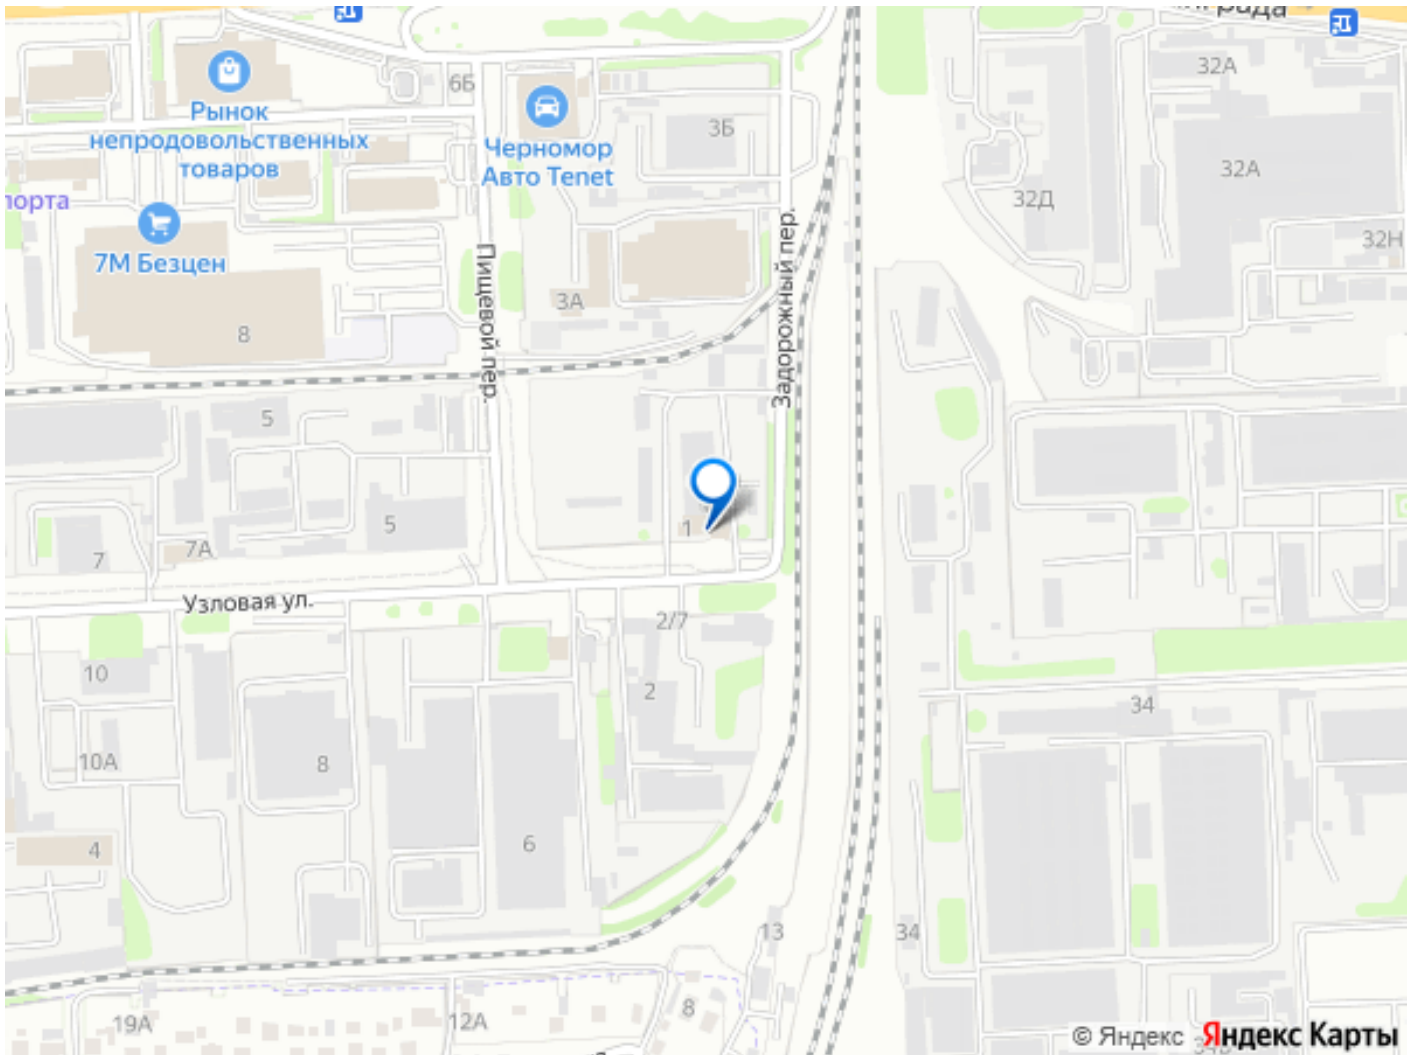 32А
6Б
Рынок
непродовольственных
товаров
Черномор
Авто Tenet
3Б
32А
32Д
порта
7М Безцен
Пищевой пер.
Задорожный пер.
32Н
3А
8
5
5
1
7
7А
Узловая ул.
2/7
10
2
34
10А
8
6
4
13
34
19А
12А
8
© Яндекс
Яндекс Карты